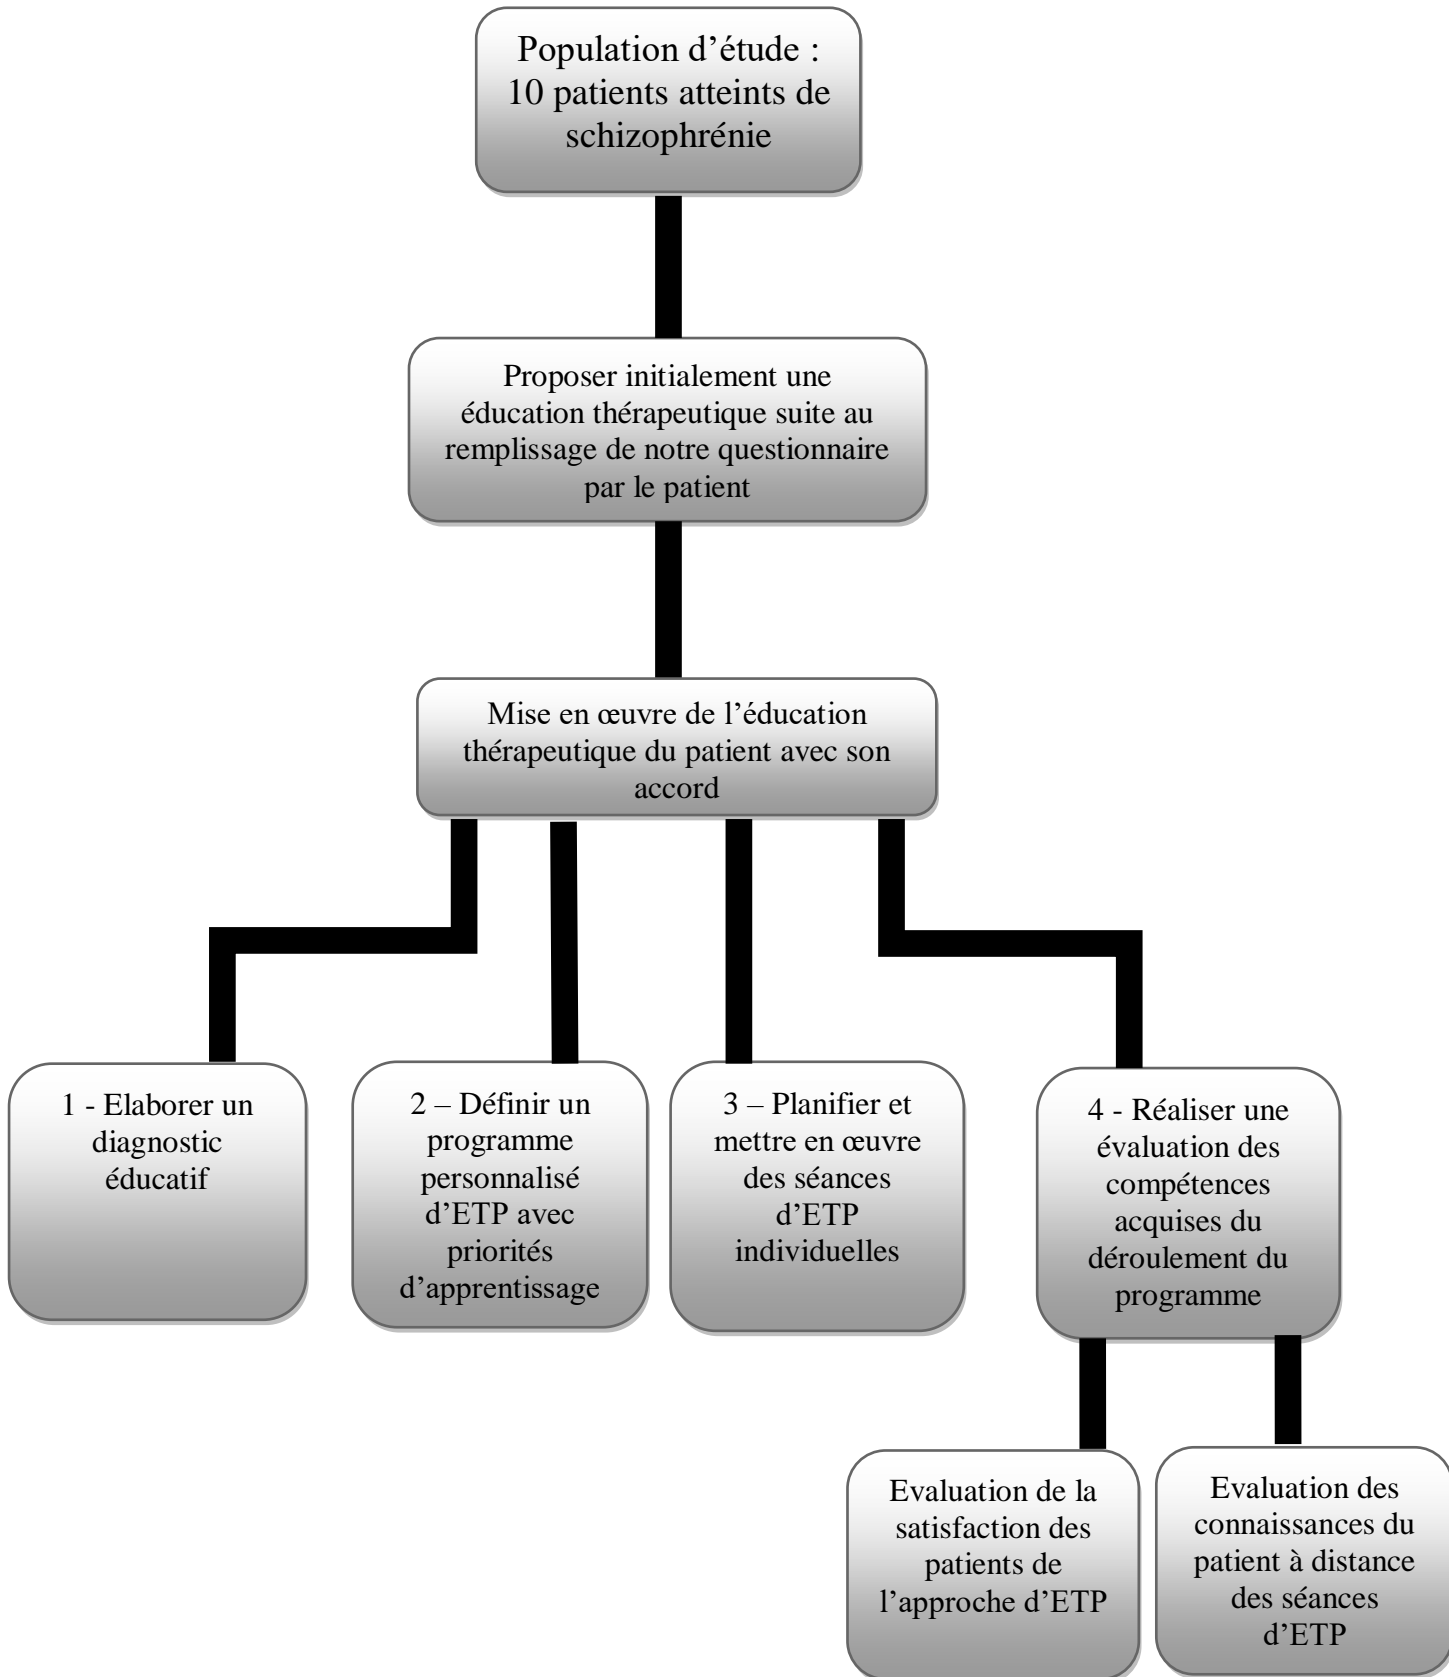 Population d’étude :
10 patients atteints de
schizophrénie
Proposer initialement une
éducation thérapeutique suite au
remplissage de notre questionnaire
par le patient
Mise en œuvre de l’éducation
thérapeutique du patient avec son
accord
1 - Elaborer un
diagnostic
éducatif
2 – Définir un
programme
personnalisé
d’ETP avec
priorités
d’apprentissage
3 – Planifier et
mettre en œuvre
des séances
d’ETP
individuelles
4 - Réaliser une
évaluation des
compétences
acquises du
déroulement du
programme
Evaluation de la
satisfaction des
patients de
l’approche d’ETP
Evaluation des
connaissances du
patient à distance
des séances
d’ETP